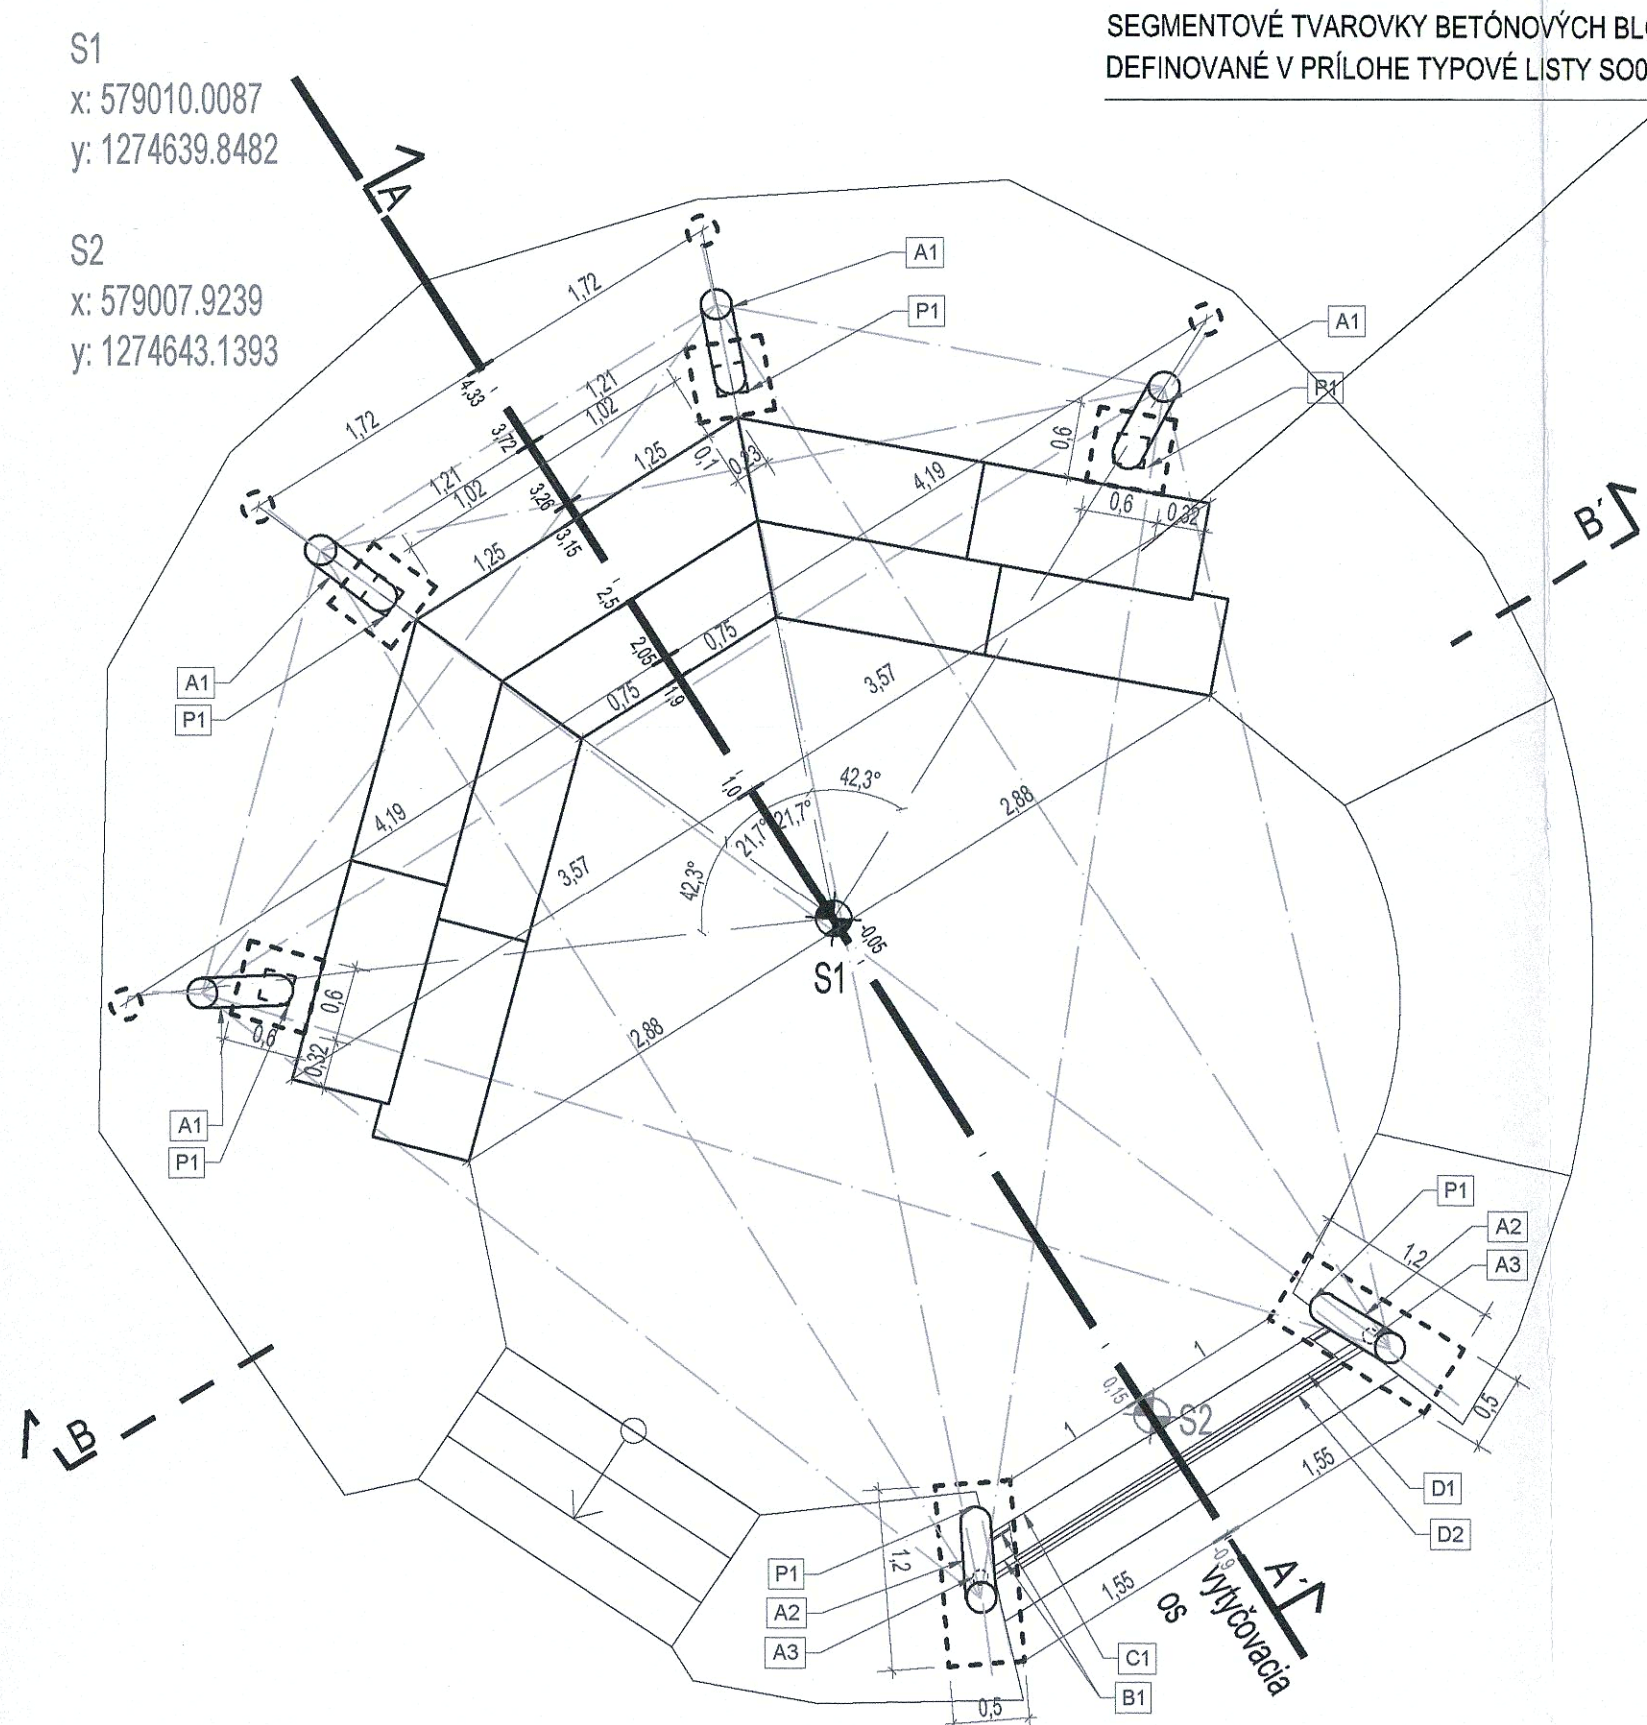 SEGMENTOVÉ TVAROVKY BETÓNOVÝCH
DEFINOVANÉ V PRÍLOHE TYPOVÉ LISTY
S1
x: 579010.0087
y: 1274639.8482
S2
x: 579007.9239
y: 1274643.1393
A
A1
P1
A1
P1
1,72
1,72
4,33
1,21
1,02
3,72
1,21
1,02
1,25
3,26
3,15
1,25
0,1
0,23
4,19
0,6
0,6
0,32
B´
2,5
2,05
0,75
0,75
1,9
3,57
A1
P1
1,0
42,3°
21,7°
21,7°
42,3°
2,88
4,19
3,57
-0,05
S1
0,6
0,6
0,32
2,88
A1
P1
P1
A2
A3
1,2
0,5
1
0,15
S2
1
1,55
D1
D2
B
1,2
P1
A2
A3
1,55
-0,9
A´
vytyčovacia
os
C1
B1
0,5